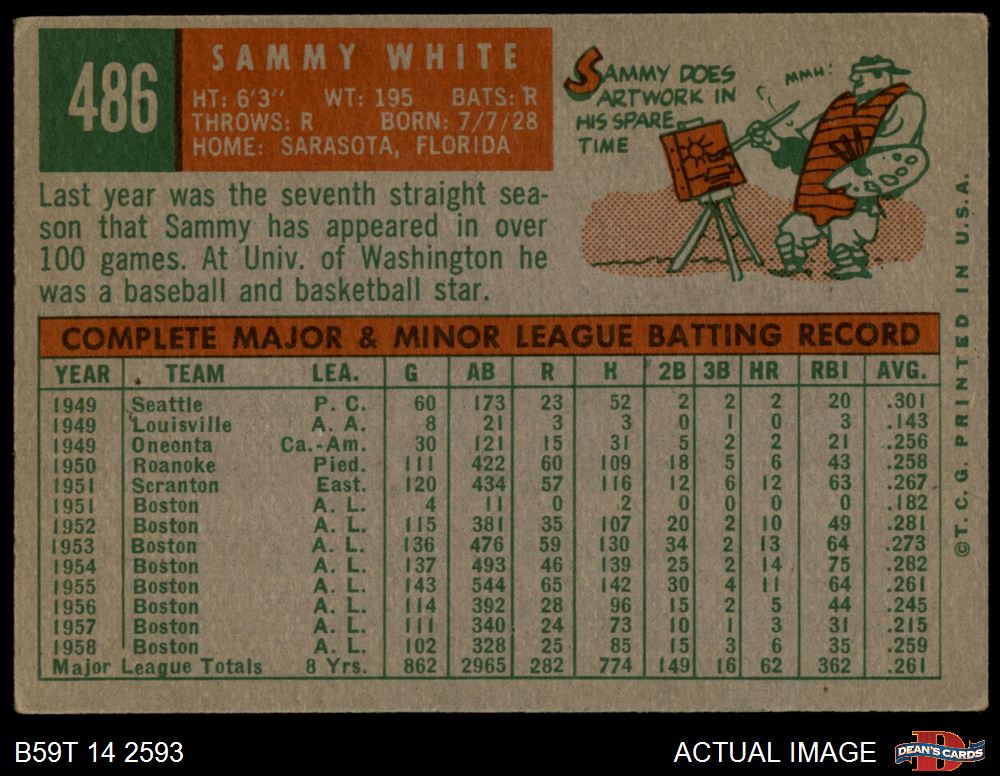 486
SAMMY WHITE
HT: 6'3" WT: 195 BATS: R
THROWS: R BORN: 7/7/28
HOME: SARASOTA, FLORIDA
SAMMY DOES
ARTWORK IN
HIS SPARE
TIME
MMH!
Last year was the seventh straight sea-
son that Sammy has appeared in over
100 games. At Univ. of Washington he
was a baseball and basketball star.
COMPLETE MAJOR & MINOR LEAGUE BATTING RECORD
YEAR TEAM LEA. G AB R H 2B 3B HR RBI AVG.
1949 Seattle P. C. 60 173 23 52 2 2 2 20 .301
1949 Louisville A. A. 8 21 3 3 0 1 0 3 .143
1949 Oneonta Ca.-Am. 30 121 15 31 5 2 2 21 .256
1950 Roanoke Pied. 111 422 60 109 18 5 6 43 .258
1951 Scranton East. 120 434 57 116 12 6 12 63 .267
1951 Boston A. L. 4 11 0 2 0 0 0 0 .182
1952 Boston A. L. 115 381 35 107 20 2 10 49 .281
1953 Boston A. L. 136 476 59 130 34 2 13 64 .273
1954 Boston A. L. 137 493 46 139 25 2 14 75 .282
1955 Boston A. L. 143 544 65 142 30 4 11 64 .261
1956 Boston A. L. 114 392 28 96 15 2 5 44 .245
1957 Boston A. L. 111 340 24 73 10 1 3 31 .215
1958 Boston A. L. 102 328 25 85 15 3 6 35 .259
Major League Totals 8 Yrs. 862 2965 282 774 149 16 62 362 .261
©T.C.G. PRINTED IN U.S.A.
B59T 14 2593
ACTUAL IMAGE
D
DEAN'S CARDS